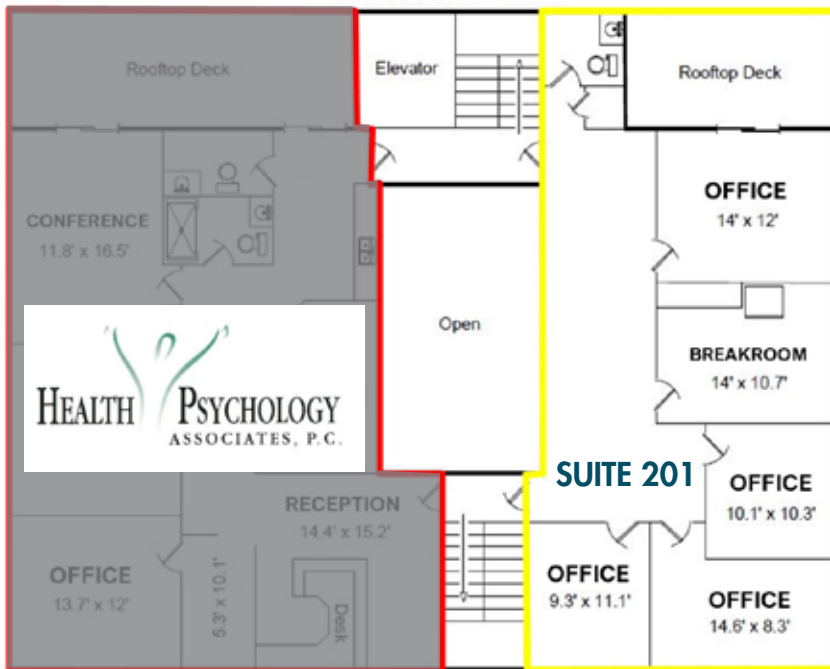 Rooftop Deck
Elevator
Rooftop Deck
CONFERENCE
11.8' x 16.5'
OFFICE
14' x 12'
Open
BREAKROOM
14' x 10.7'
HEALTH PSYCHOLOGY
ASSOCIATES, P.C.
SUITE 201
RECEPTION
14.4' x 15.2'
OFFICE
10.1' x 10.3'
OFFICE
13.7' x 12'
5.3' x 10.1'
Desk
OFFICE
9.3' x 11.1'
OFFICE
14.6' x 8.3'